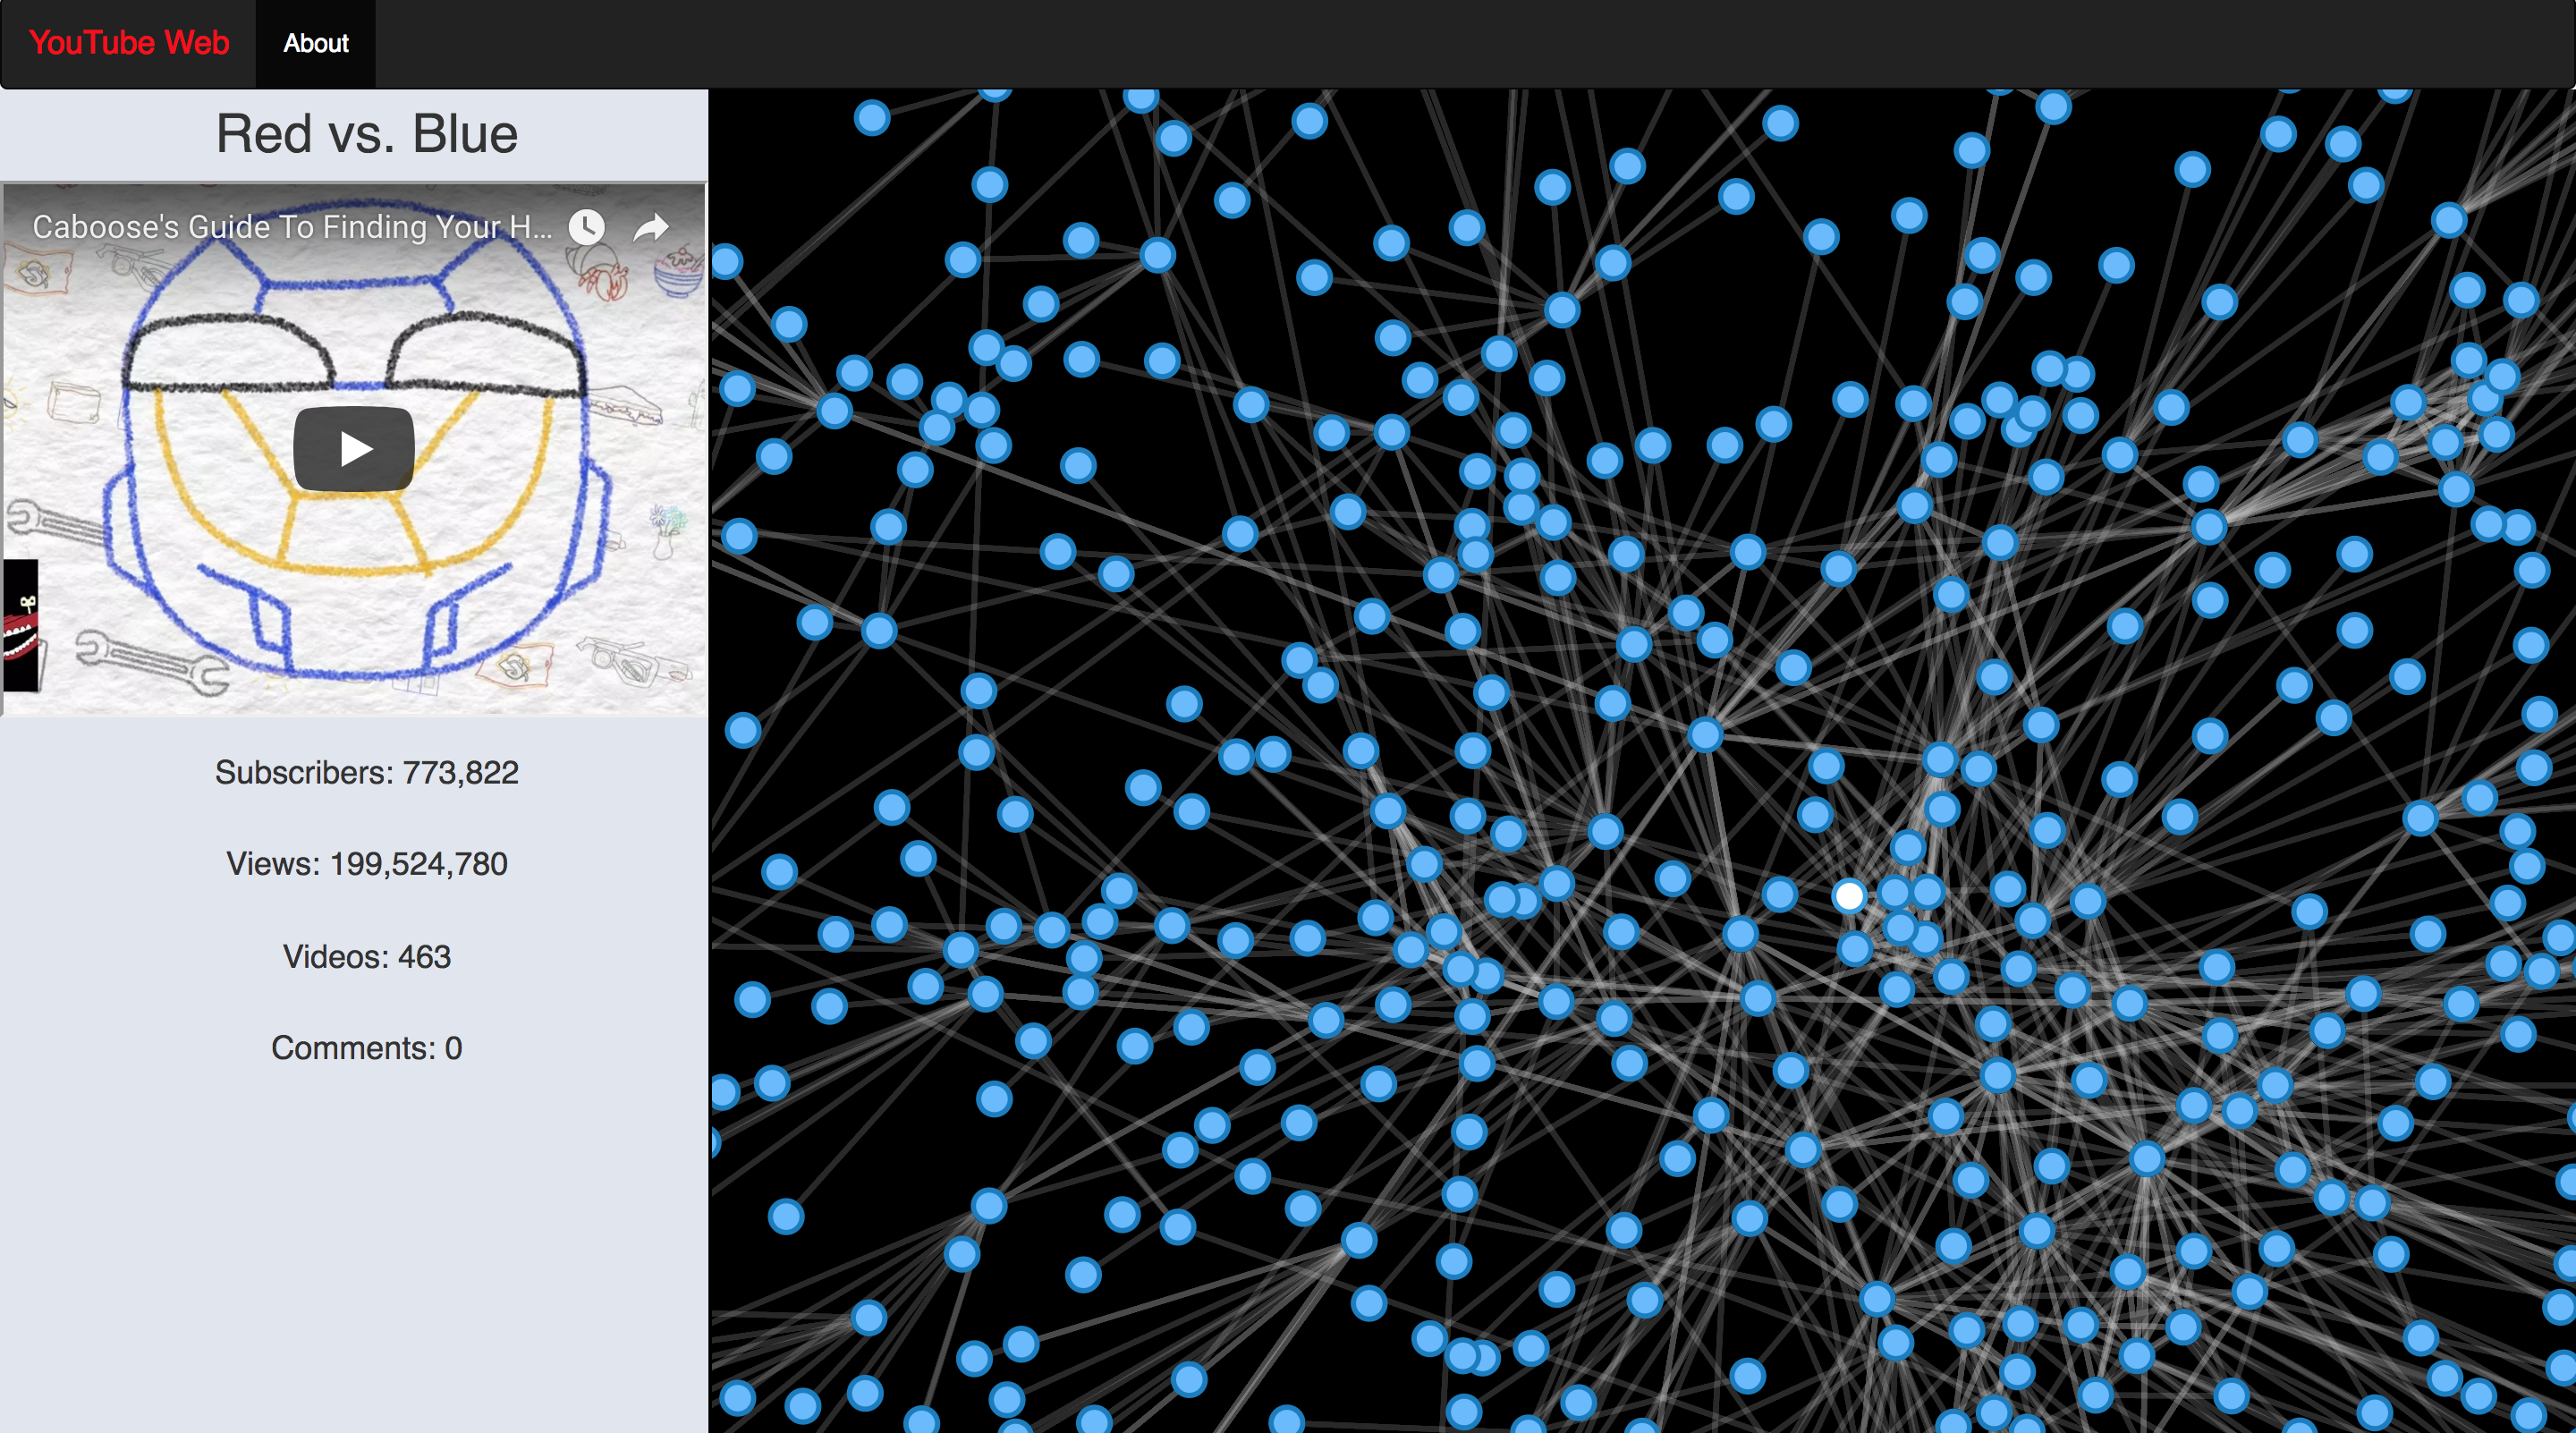 YouTube Web
About
Red vs. Blue
Caboose's Guide To Finding Your H...
Subscribers: 773,822
Views: 199,524,780
Videos: 463
Comments: 0